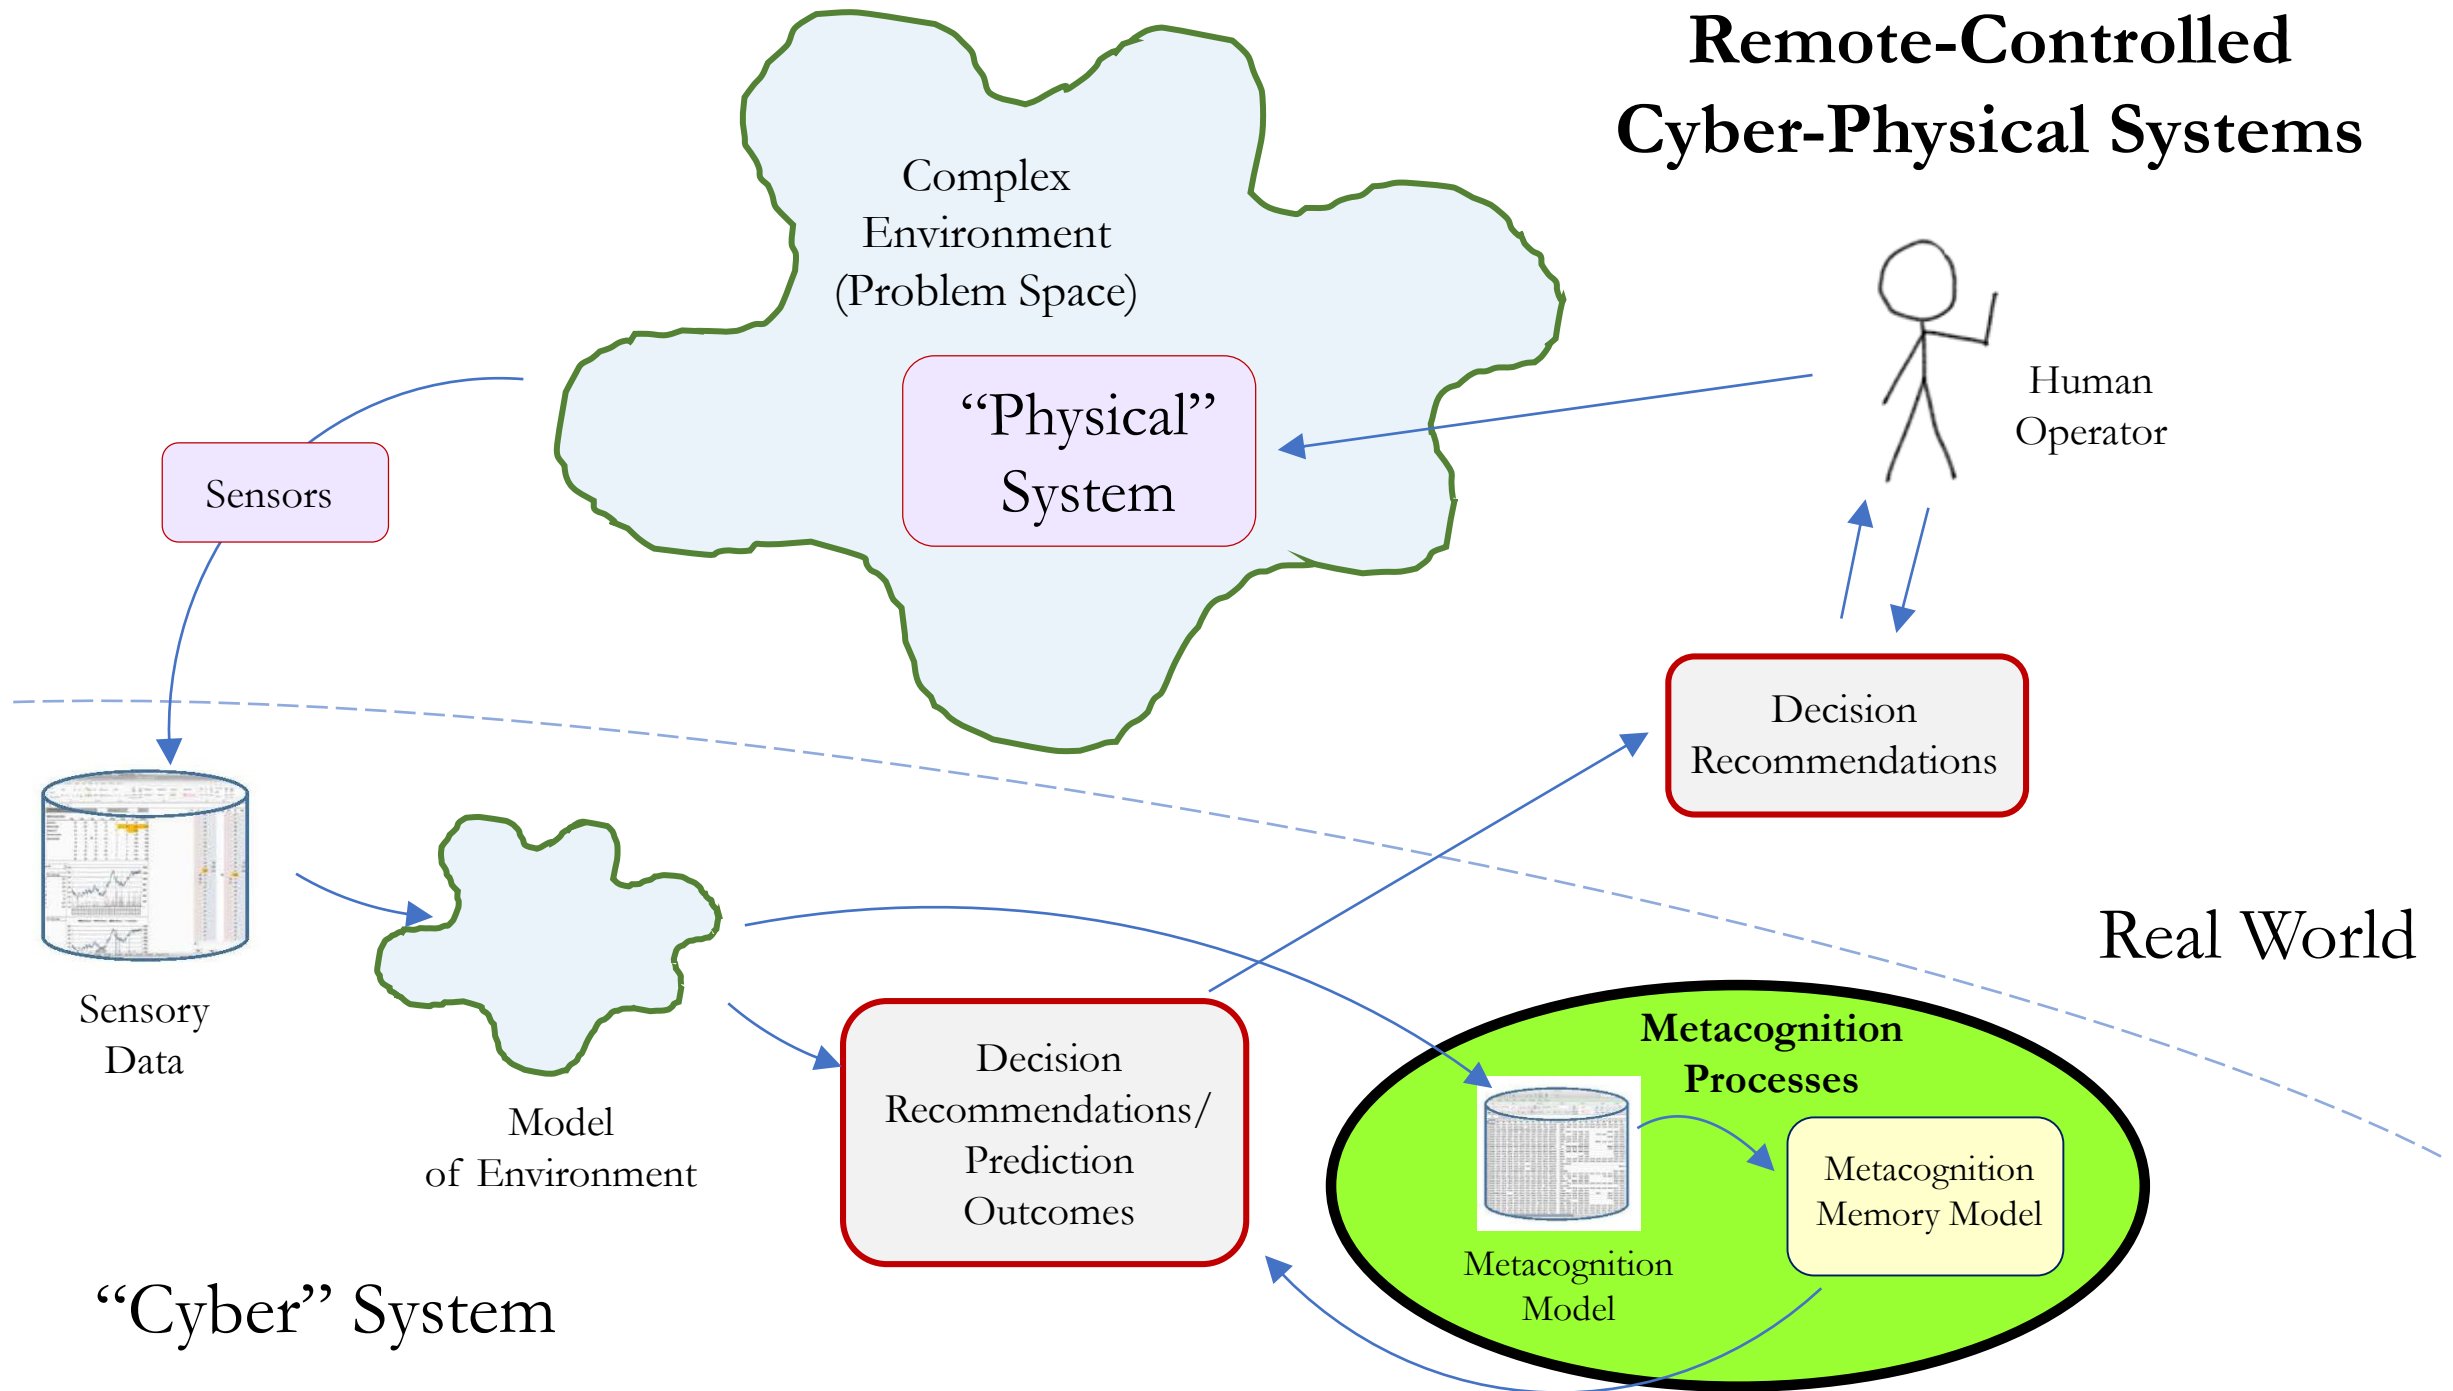 Remote-Controlled
Cyber-Physical Systems
Complex
Environment
(Problem Space)
“Physical”
System
Human
Operator
Sensors
Decision
Recommendations
Real World
Sensory
Data
Model
of Environment
Decision
Recommendations/
Prediction
Outcomes
Metacognition
Processes
Metacognition
Memory Model
Metacognition
Model
“Cyber” System